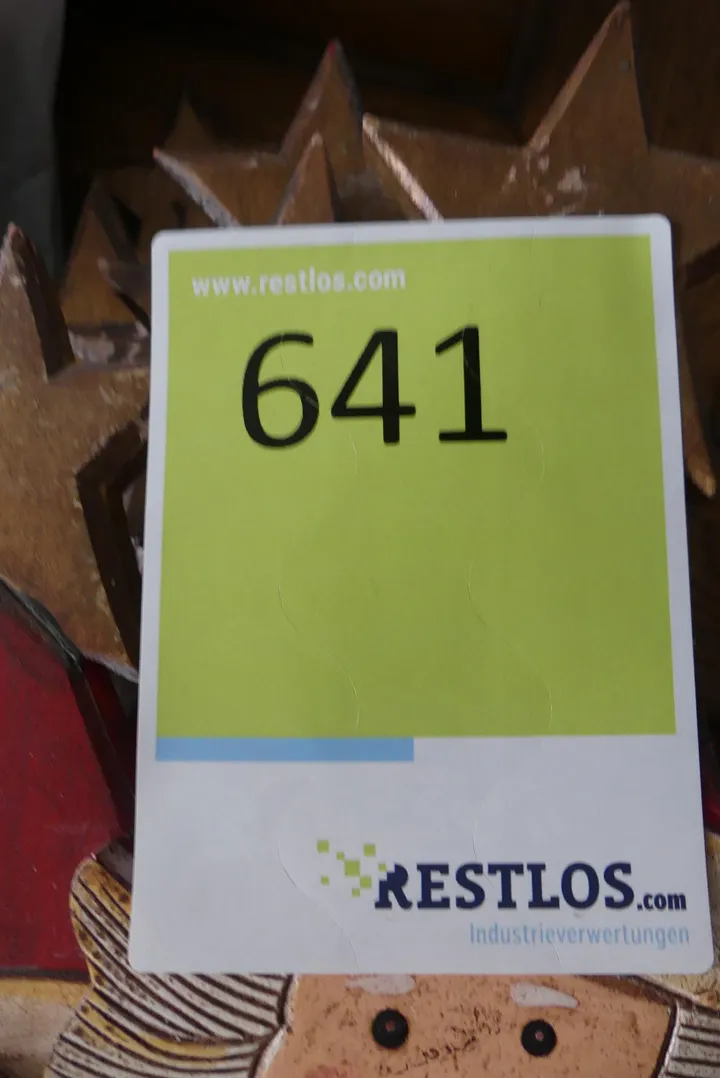 www.restlos.com
641
RESTLOS.com
Industrieverwertungen